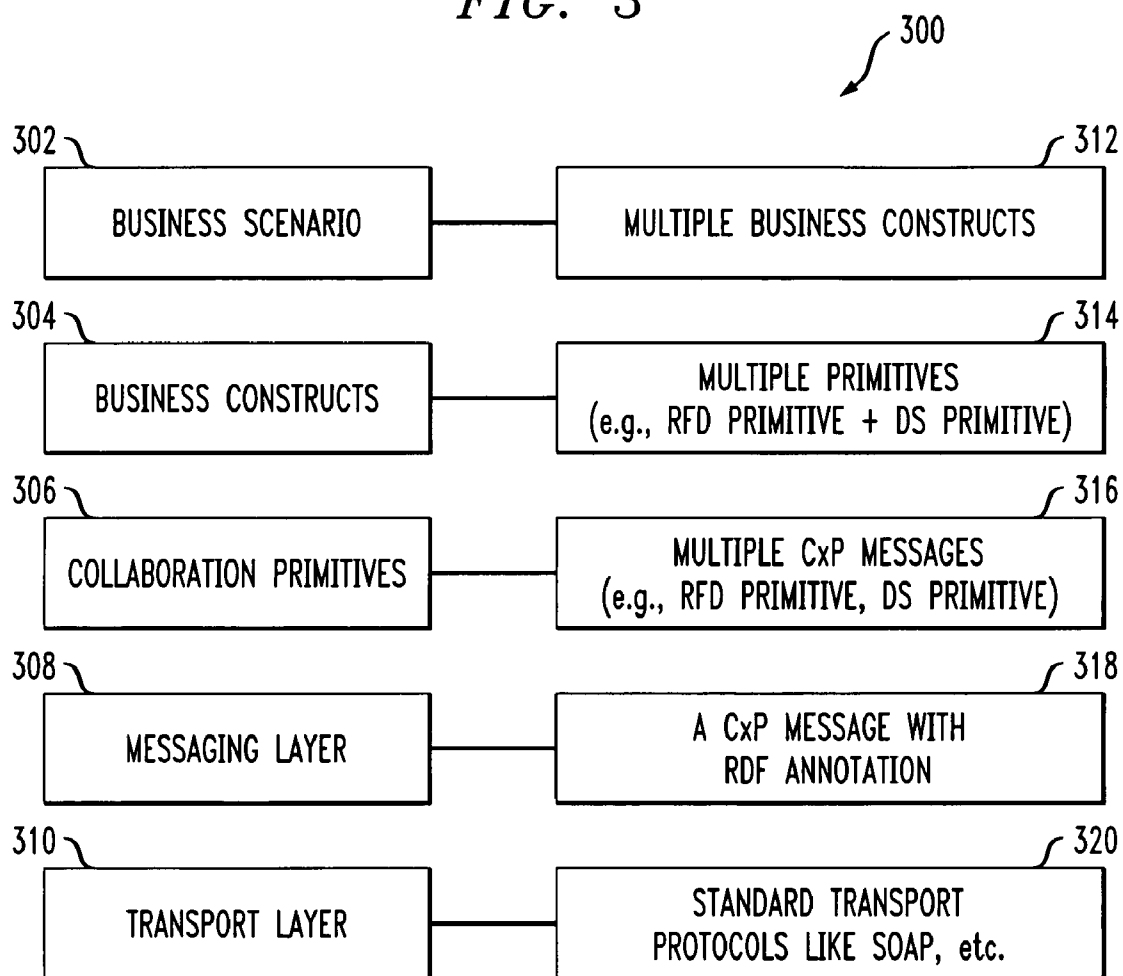 FIG. 3
300
302
312
BUSINESS SCENARIO
MULTIPLE BUSINESS CONSTRUCTS
304
314
BUSINESS CONSTRUCTS
MULTIPLE PRIMITIVES
(e.g., RFD PRIMITIVE + DS PRIMITIVE)
306
316
COLLABORATION PRIMITIVES
MULTIPLE CxP MESSAGES
(e.g., RFD PRIMITIVE, DS PRIMITIVE)
308
318
MESSAGING LAYER
A CxP MESSAGE WITH
RDF ANNOTATION
310
320
TRANSPORT LAYER
STANDARD TRANSPORT
PROTOCOLS LIKE SOAP, etc.